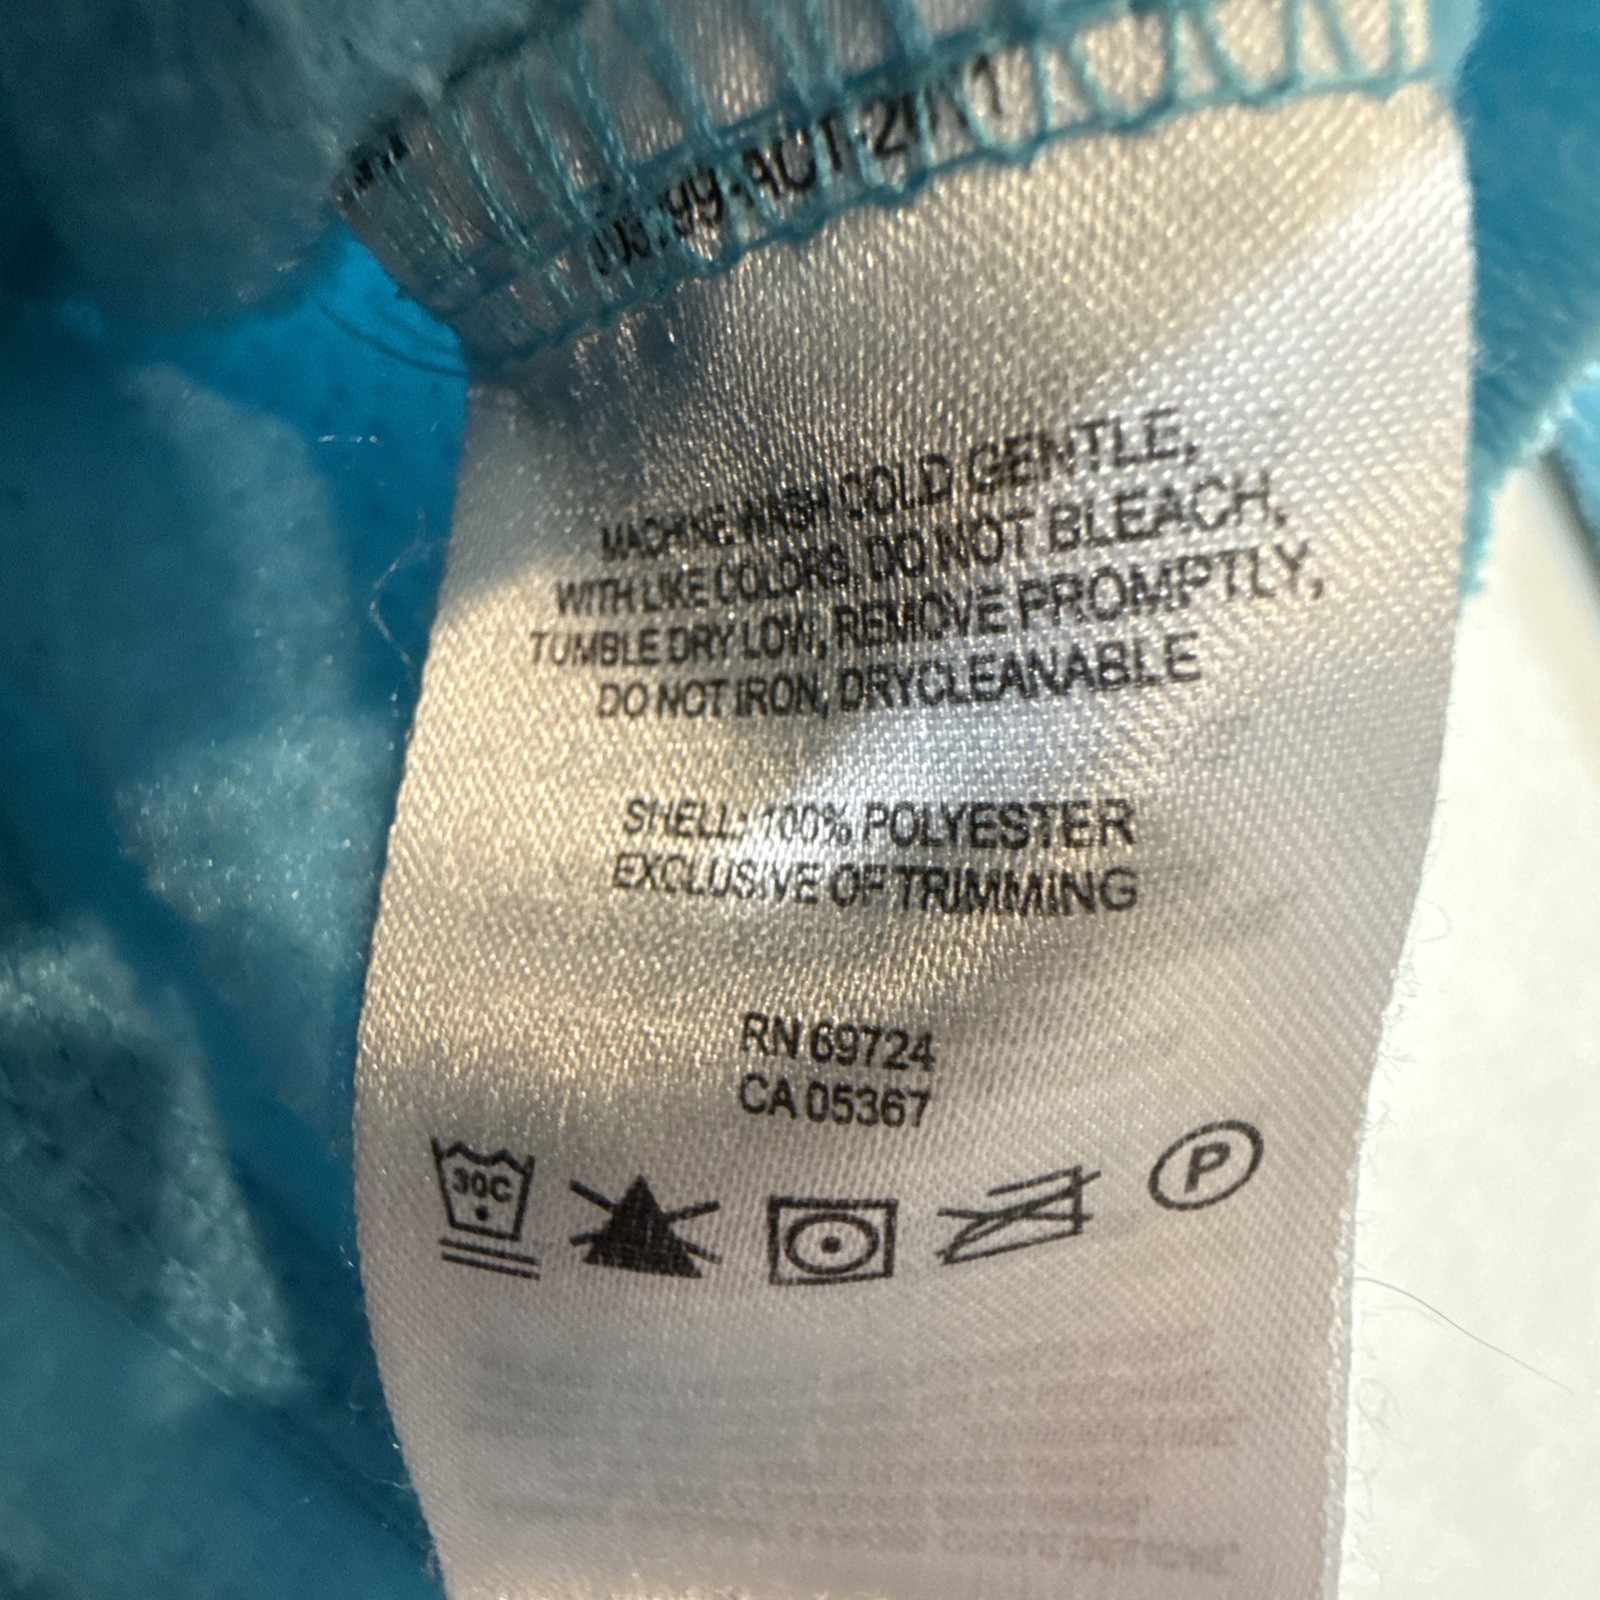 MACHINE WASH COLD GENTLE,
WITH LIKE COLORS, DO NOT BLEACH,
TUMBLE DRY LOW, REMOVE PROMPTLY,
DO NOT IRON, DRYCLEANABLE
SHELL: 100% POLYESTER
EXCLUSIVE OF TRIMMING
RN 69724
CA 05367
30C
P